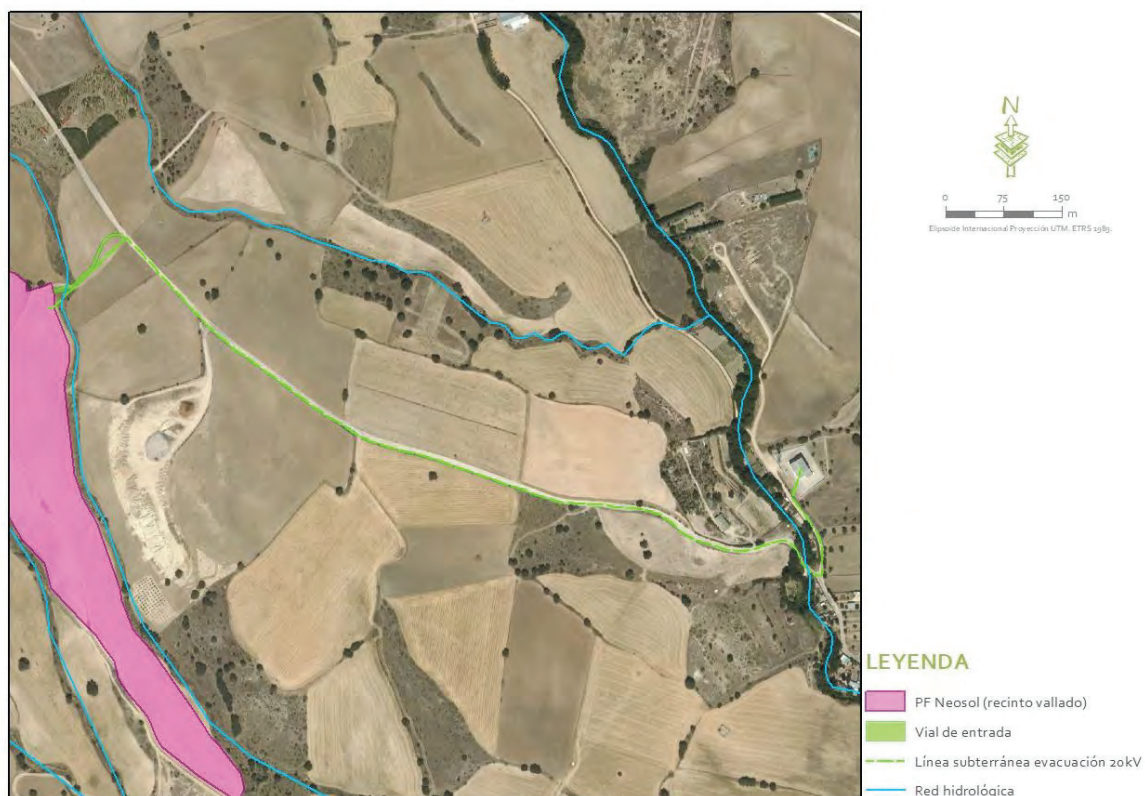 N
0 75 150
m
Elipsoide Internacional Proyección UTM. ETRS 1989.
LEYENDA
PF Neosol (recinto vallado)
Vial de entrada
Línea subterránea evacuación 20kV
Red hidrológica